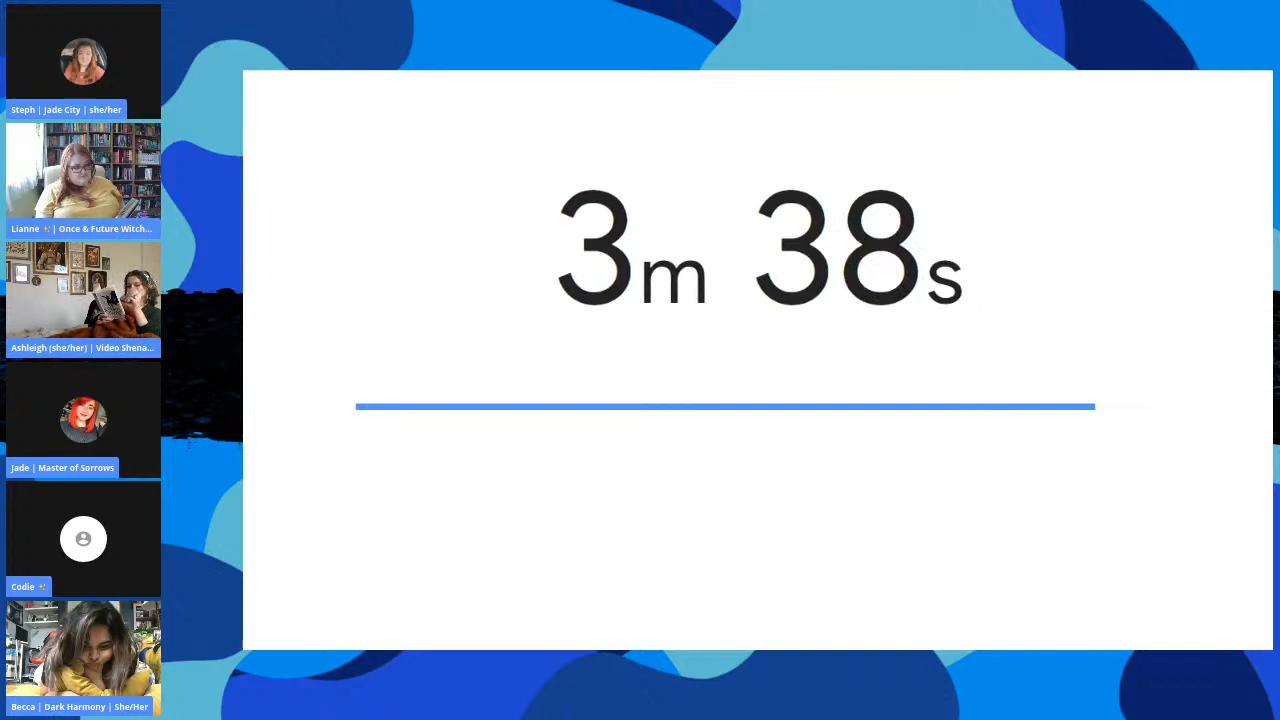 Steph | Jade City | she/her
Lianne ✨ | Once & Future Witch...
Ashleigh (she/her) | Video Shena...
Jade | Master of Sorrows
Codie ✨
Becca | Dark Harmony | She/Her
3m 38s